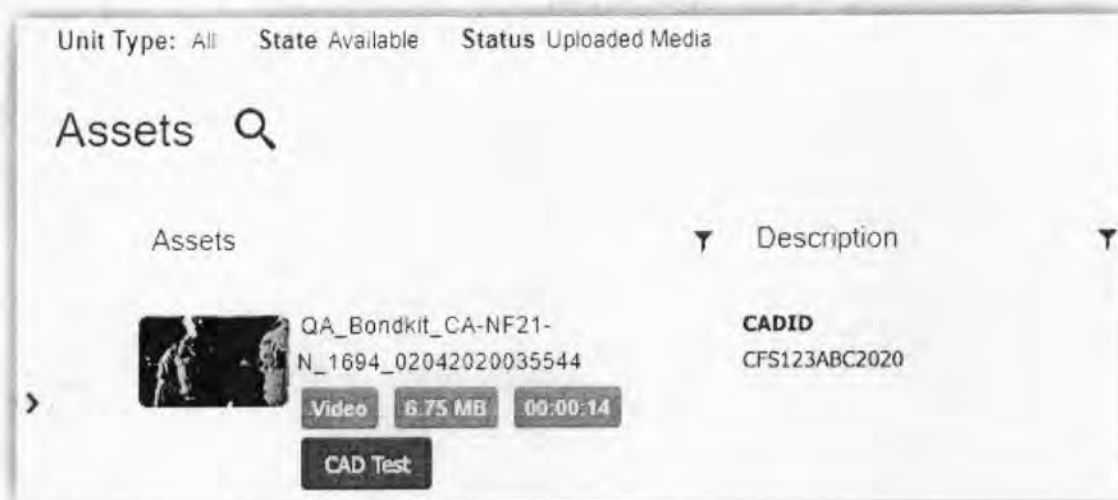 Unit Type: All State Available Status Uploaded Media
Assets
Assets Description
QA_Bondkit_CA-NF21-
N_1694_02042020035544
CADID
CFS123ABC2020
Video 6.75 MB 00:00:14
CAD Test